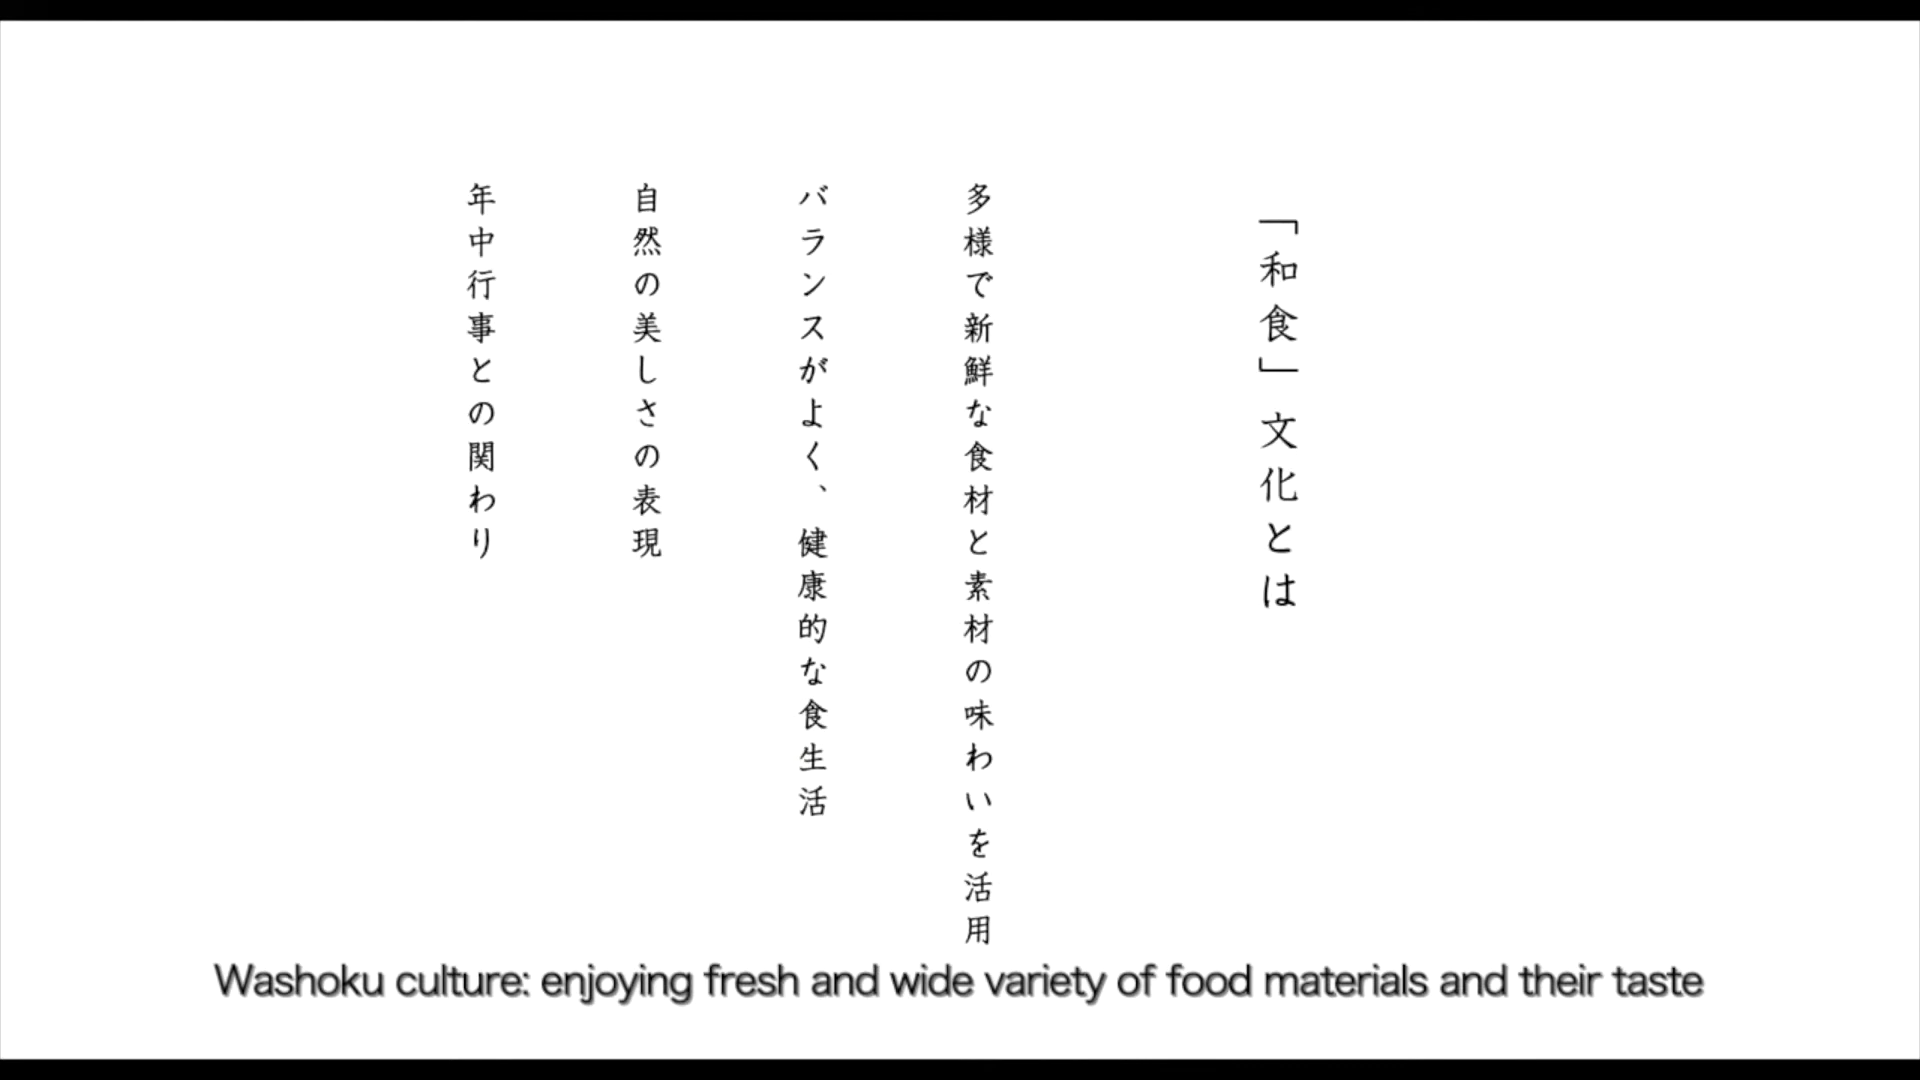 「和食」文化とは
多様で新鮮な食材と素材の味わいを活用
バランスがよく、健康的な食生活
自然の美しさの表現
年中行事との関わり
Washoku culture: enjoying fresh and wide variety of food materials and their taste